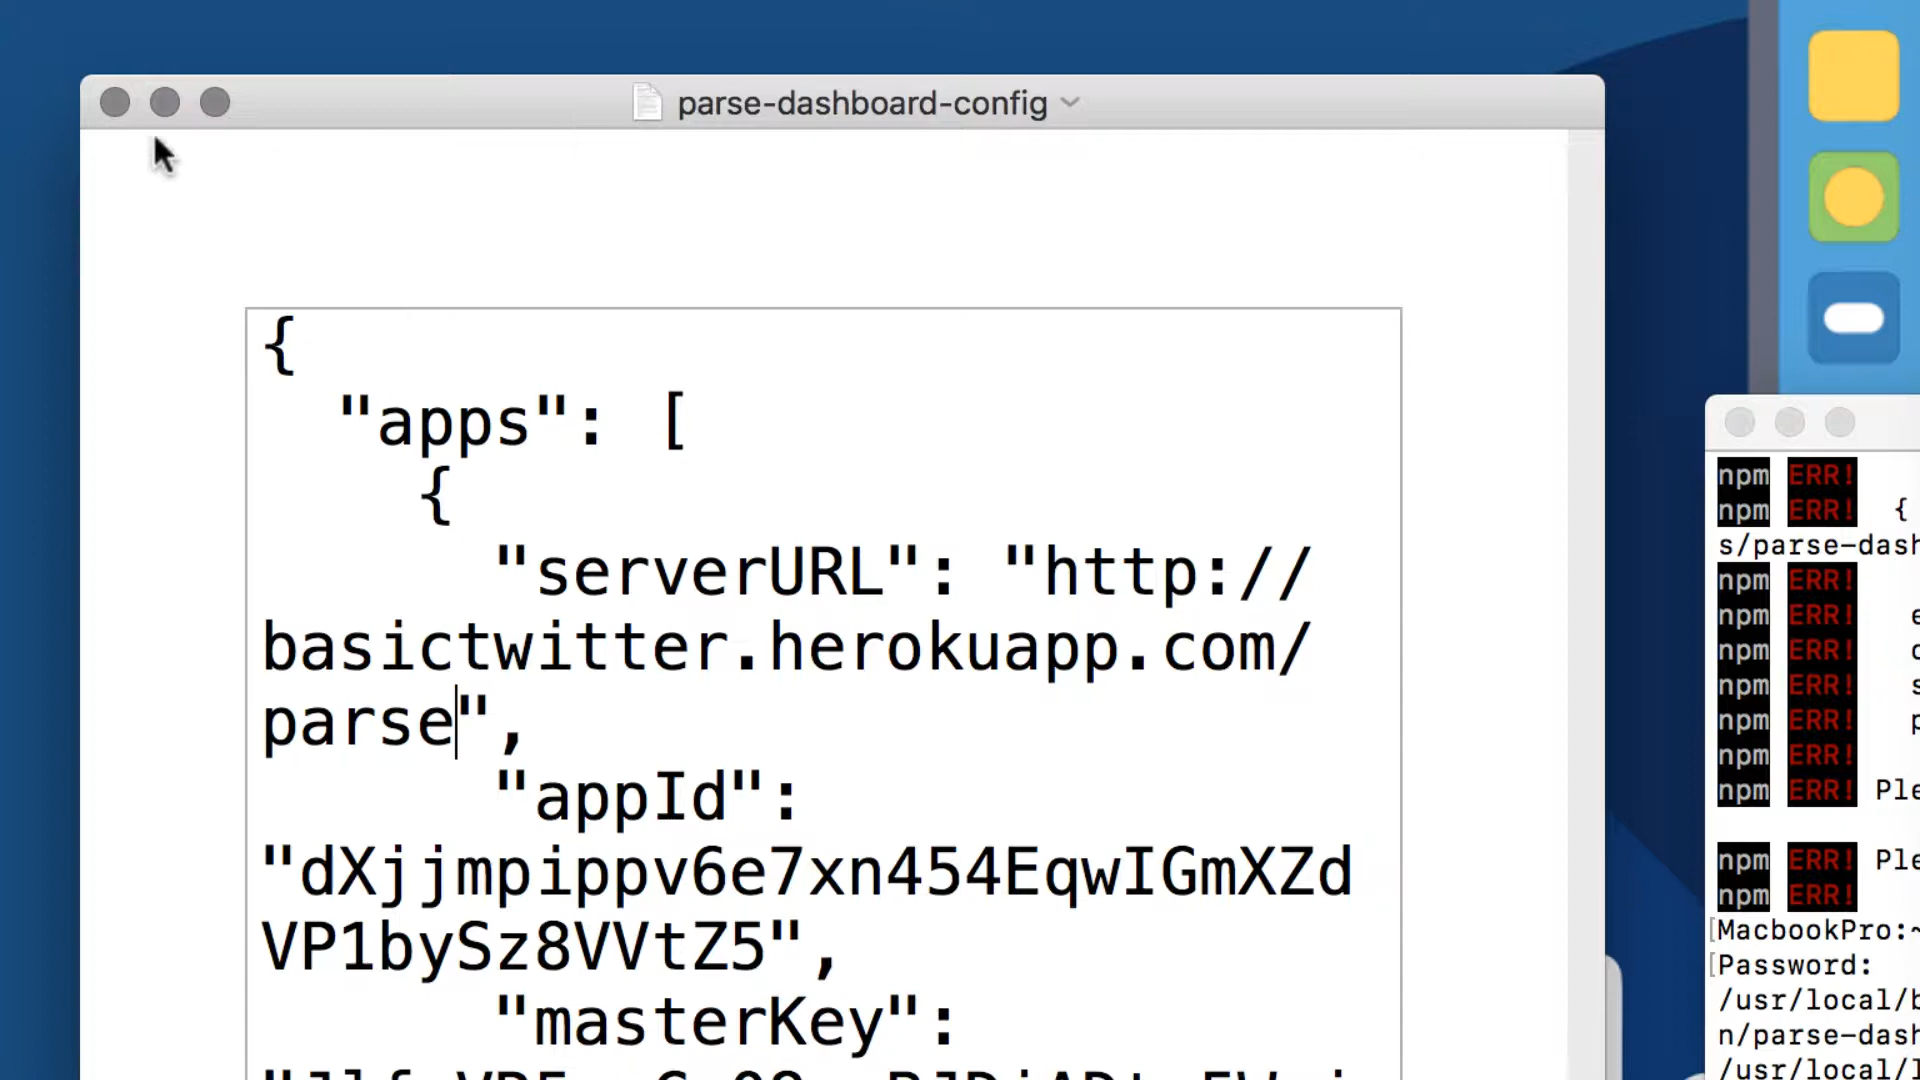 parse-dashboard-config
{
"apps": [
{
"serverURL": "http://
basictwitter.herokuapp.com/
parse",
"appId":
"dXjjmpippv6e7xn454EqwIGmXZd
VP1bySz8VVtZ5",
"masterKey":
npm ERR!
npm ERR! {
s/parse-dash
npm ERR!
npm ERR!
npm ERR!
npm ERR!
npm ERR!
npm ERR!
npm ERR! Ple
npm ERR! Ple
npm ERR!
[MacbookPro:~
[Password:
/usr/local/b
n/parse-dash
/usr/local/l